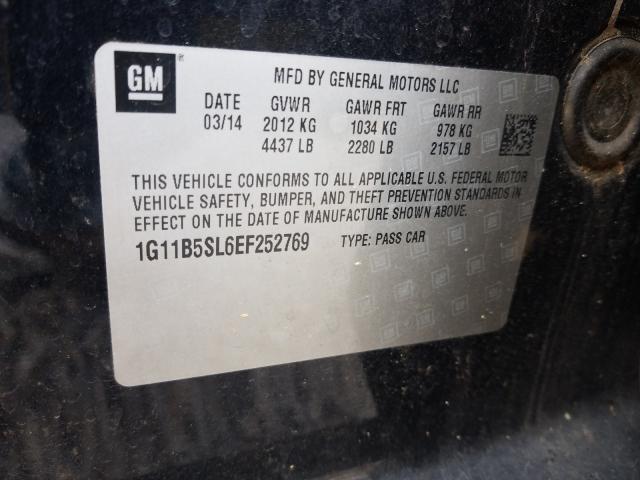 GM
MFD BY GENERAL MOTORS LLC
DATE GVWR GAWR FRT GAWR RR
03/14 2012 KG 1034 KG 978 KG
4437 LB 2280 LB 2157 LB
THIS VEHICLE CONFORMS TO ALL APPLICABLE U.S. FEDERAL MOTOR
VEHICLE SAFETY, BUMPER, AND THEFT PREVENTION STANDARDS IN
EFFECT ON THE DATE OF MANUFACTURE SHOWN ABOVE.
1G11B5SL6EF252769 TYPE: PASS CAR